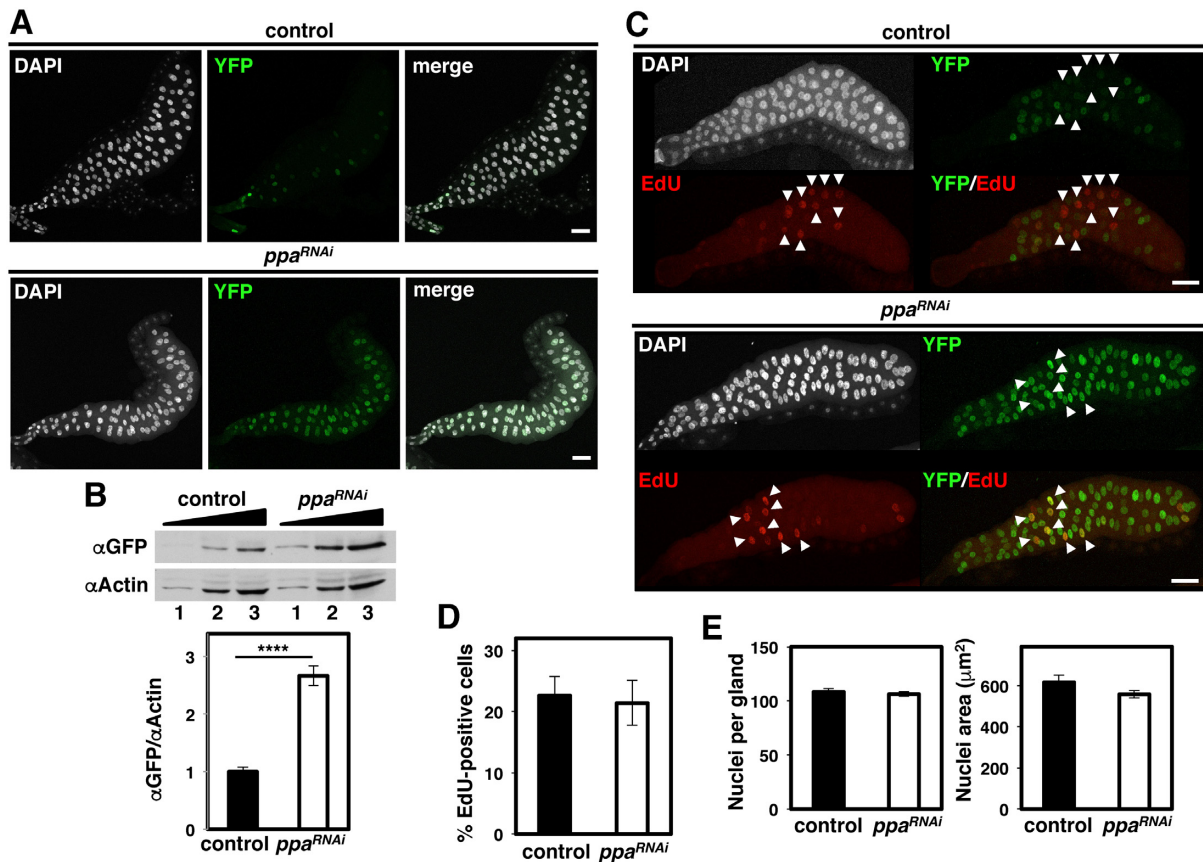 A
control
DAPI YFP merge
ppaRNAi
DAPI YFP merge
B
control ppaRNAi
αGFP
αActin
1 2 3 1 2 3
****
αGFP/αActin
3
2
1
0
control ppaRNAi
C
control
DAPI YFP
EdU YFP/EdU
ppaRNAi
DAPI YFP
EdU YFP/EdU
D
% EdU-positive cells
30
20
10
0
control ppaRNAi
E
Nuclei per gland
150
100
50
0
control ppaRNAi
Nuclei area (μm²)
600
400
200
0
control ppaRNAi